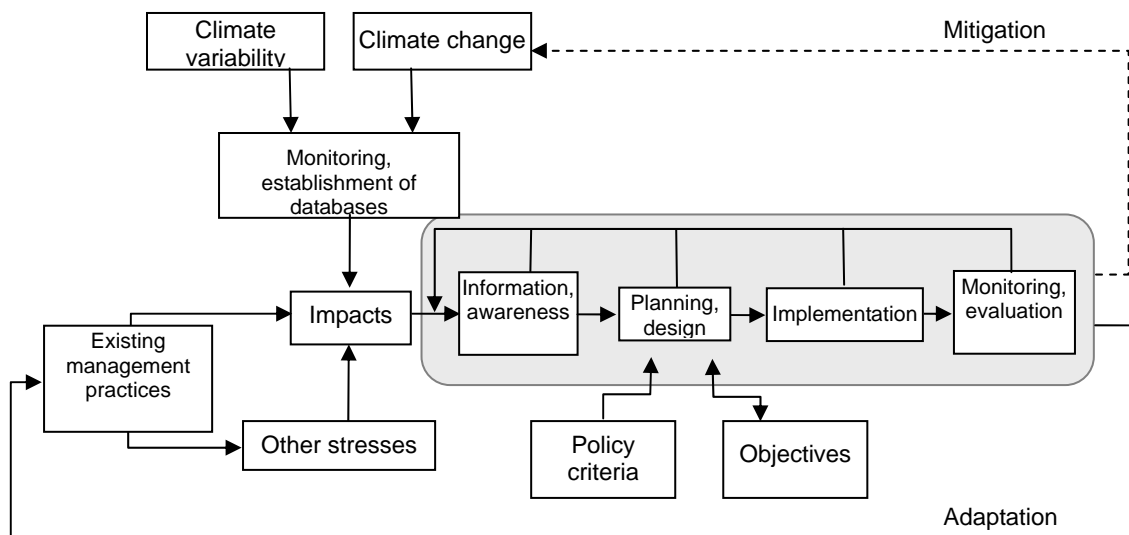 Climate
variability
Climate change
Mitigation
Monitoring,
establishment of
databases
Information,
awareness
Planning,
design
Implementation
Monitoring,
evaluation
Impacts
Existing
management
practices
Other stresses
Policy
criteria
Objectives
Adaptation